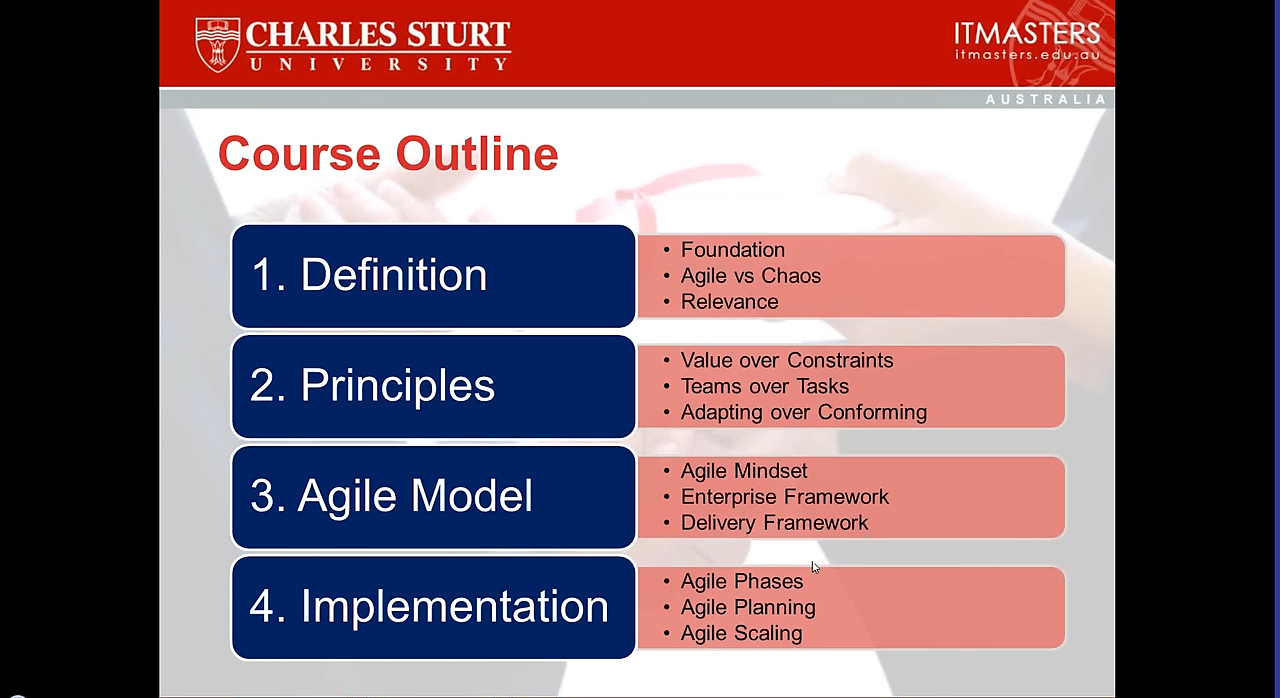 CHARLES STURT
UNIVERSITY
ITMASTERS
itmasters.edu.au
AUSTRALIA
Course Outline
1. Definition
• Foundation
• Agile vs Chaos
• Relevance
2. Principles
• Value over Constraints
• Teams over Tasks
• Adapting over Conforming
3. Agile Model
• Agile Mindset
• Enterprise Framework
• Delivery Framework
4. Implementation
• Agile Phases
• Agile Planning
• Agile Scaling